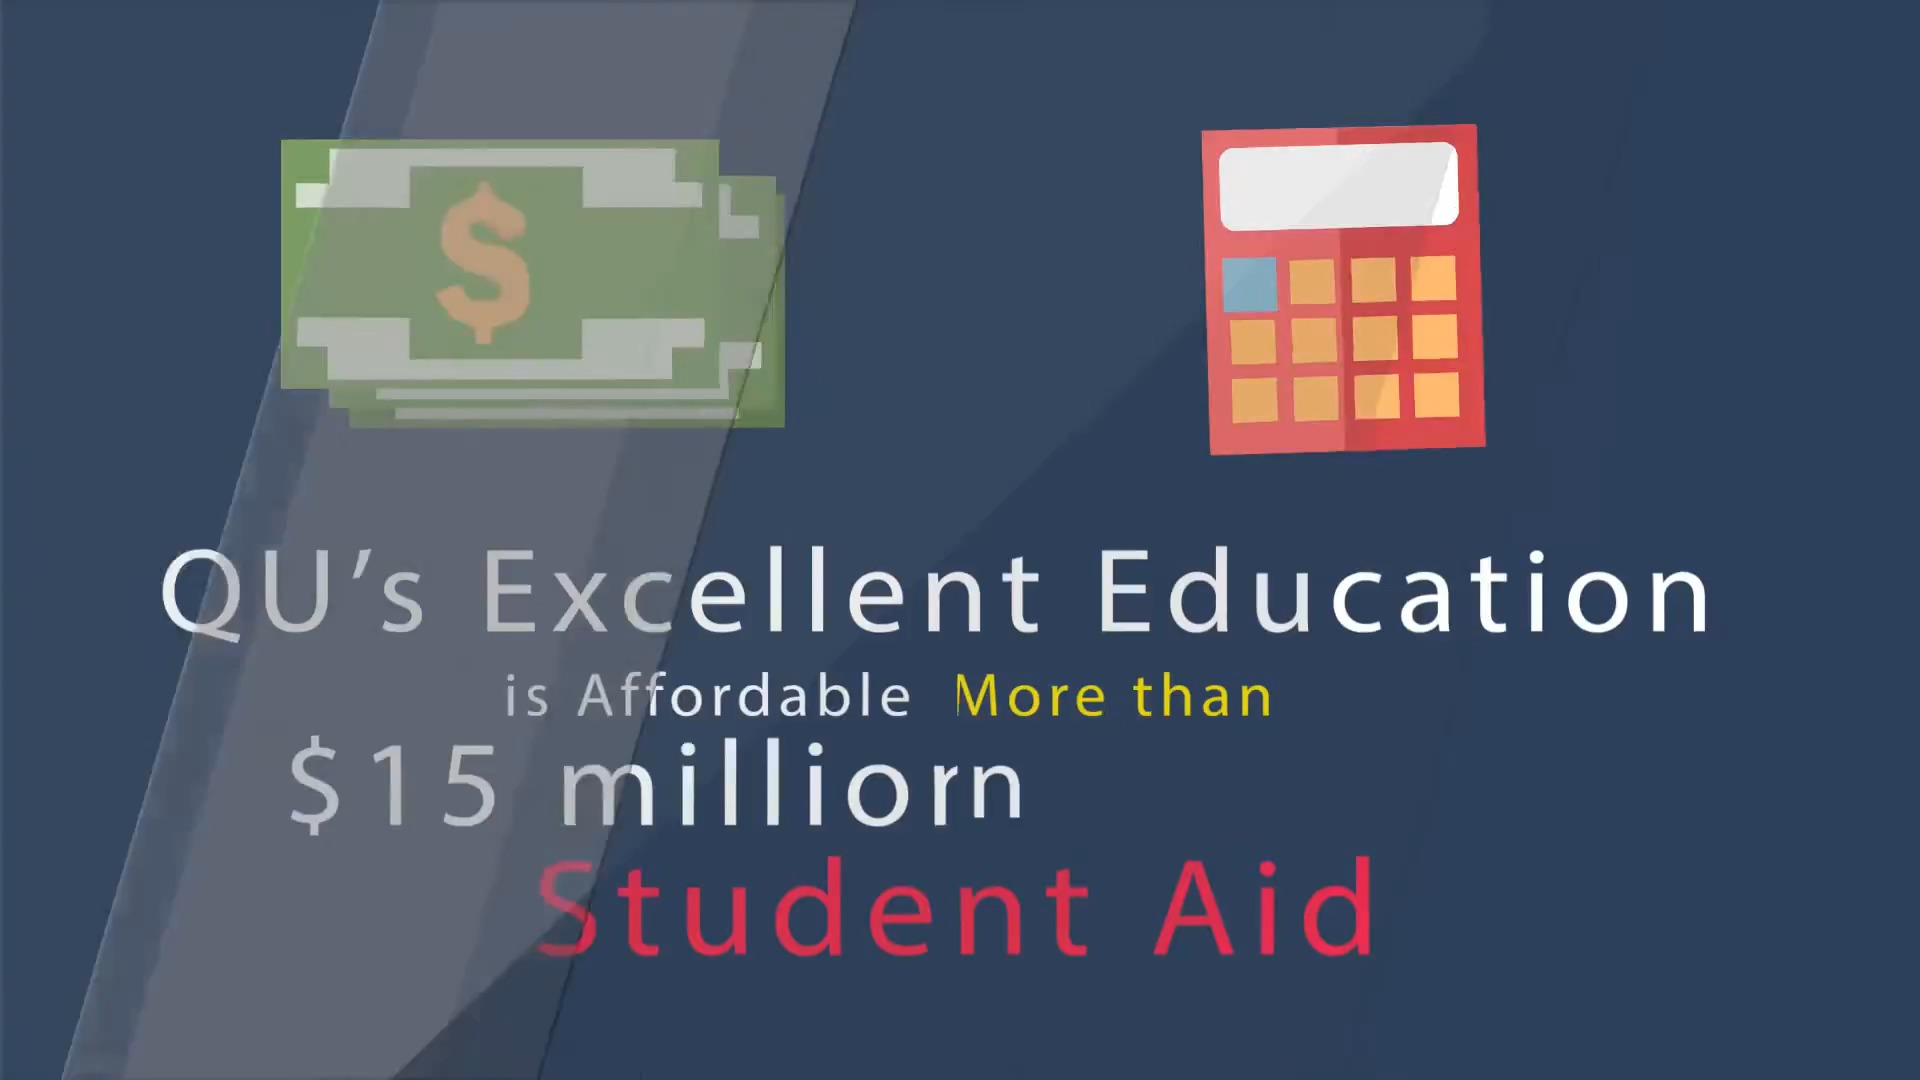 $
QU's Excellent Education
is Affordable More than
$15 milliorn
Student Aid